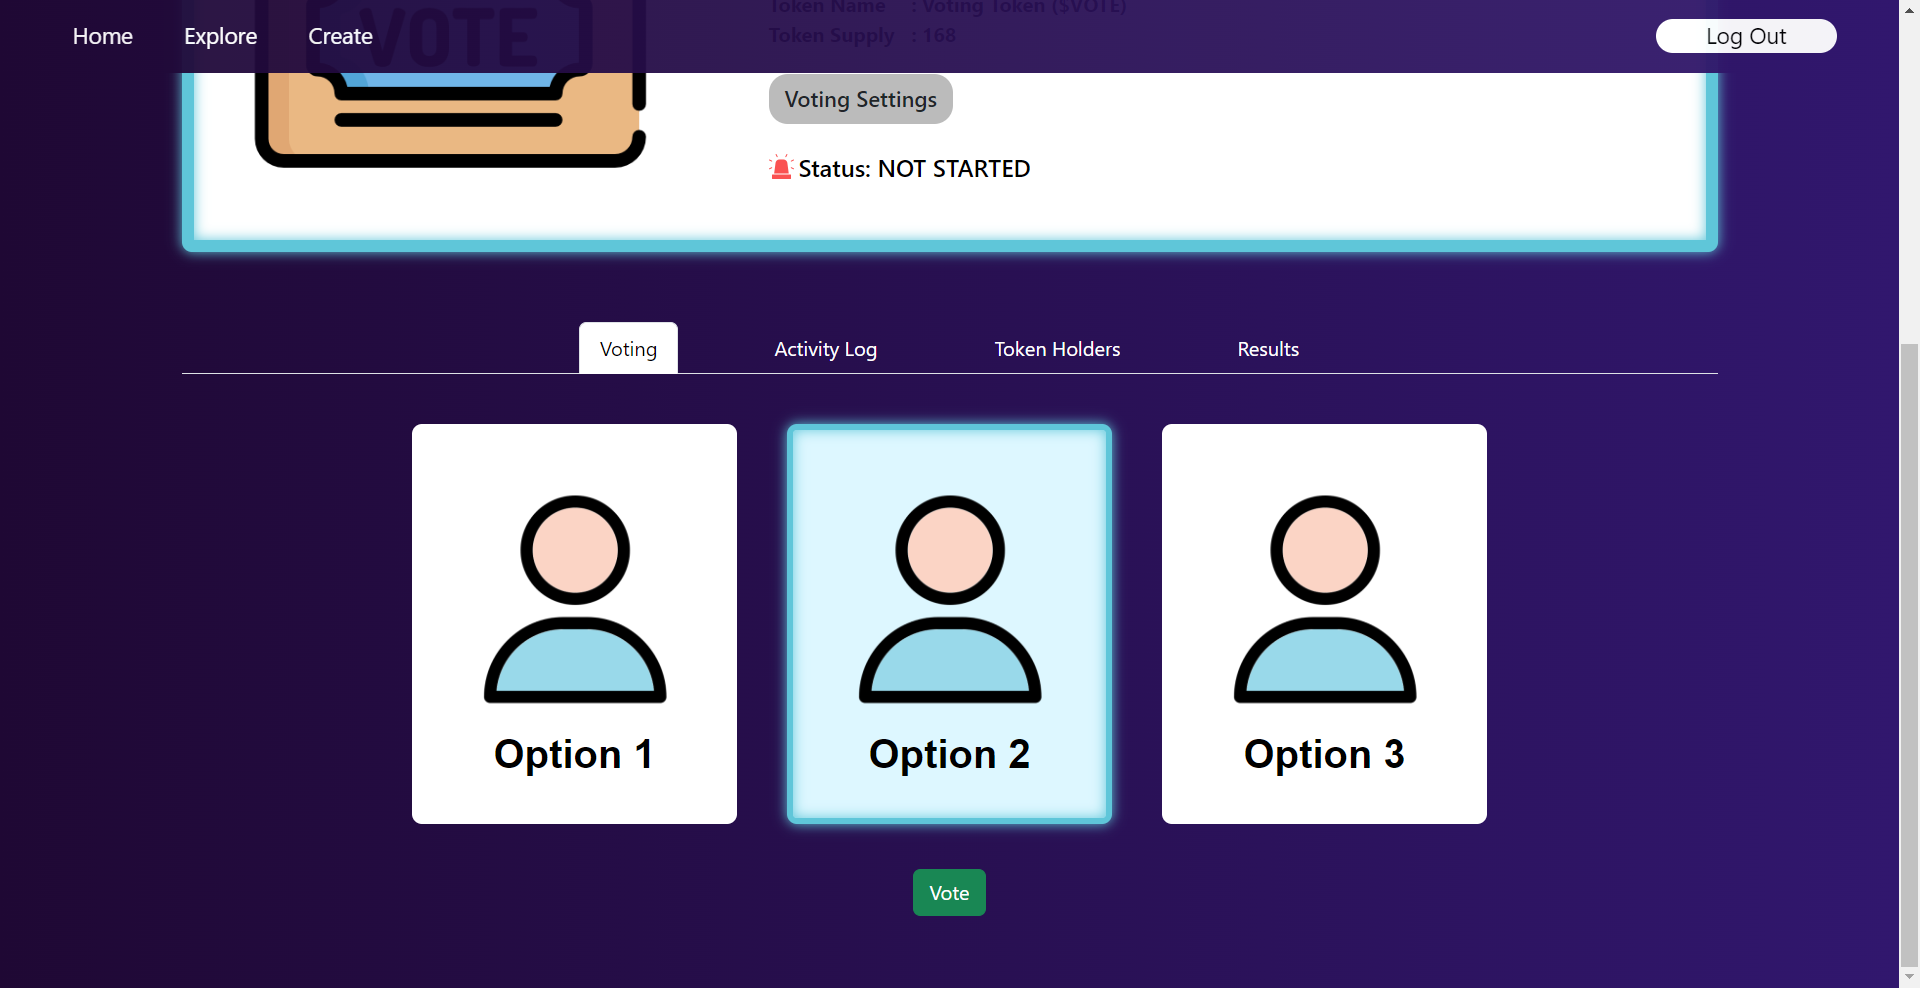 Token Name : Voting Token ($VOTE)
Home Explore Create Log Out
VOTE
Token Supply : 168
Voting Settings
Status: NOT STARTED
Voting Activity Log Token Holders Results
Option 1 Option 2 Option 3
Vote